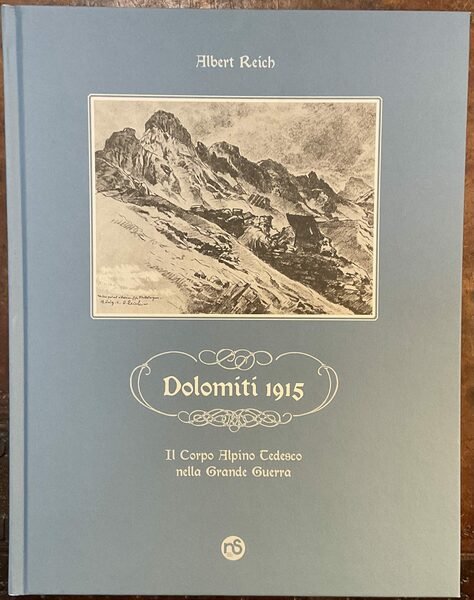 Albert Reich
Dolomiti 1915
Il Corpo Alpino Tedesco
nella Grande Guerra
nS